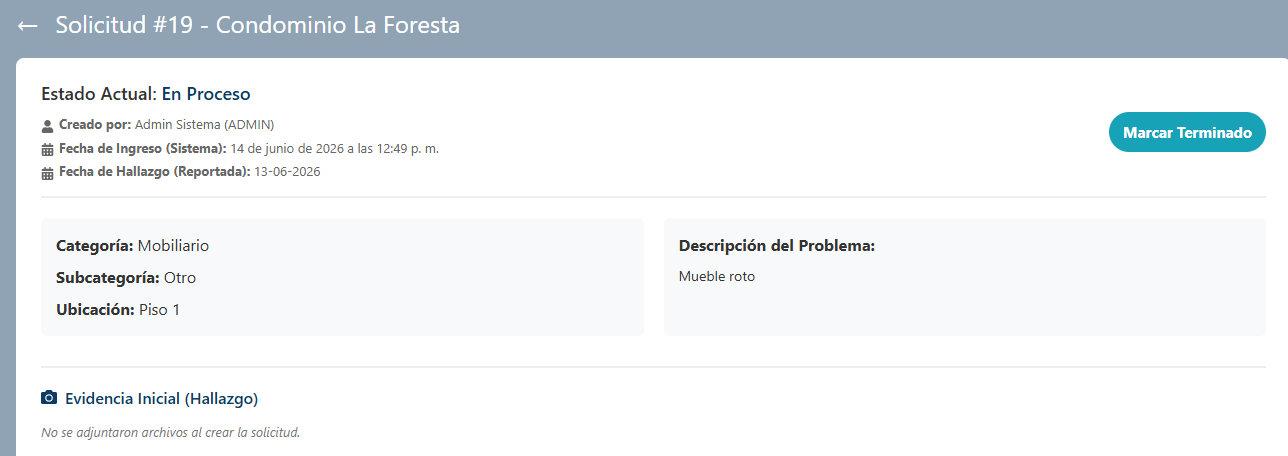 ← Solicitud #19 - Condominio La Foresta
Estado Actual: En Proceso
Creado por: Admin Sistema (ADMIN)
Fecha de Ingreso (Sistema): 14 de junio de 2026 a las 12:49 p. m.
Fecha de Hallazgo (Reportada): 13-06-2026
Marcar Terminado
Categoría: Mobiliario
Subcategoría: Otro
Ubicación: Piso 1
Descripción del Problema:
Mueble roto
Evidencia Inicial (Hallazgo)
No se adjuntaron archivos al crear la solicitud.